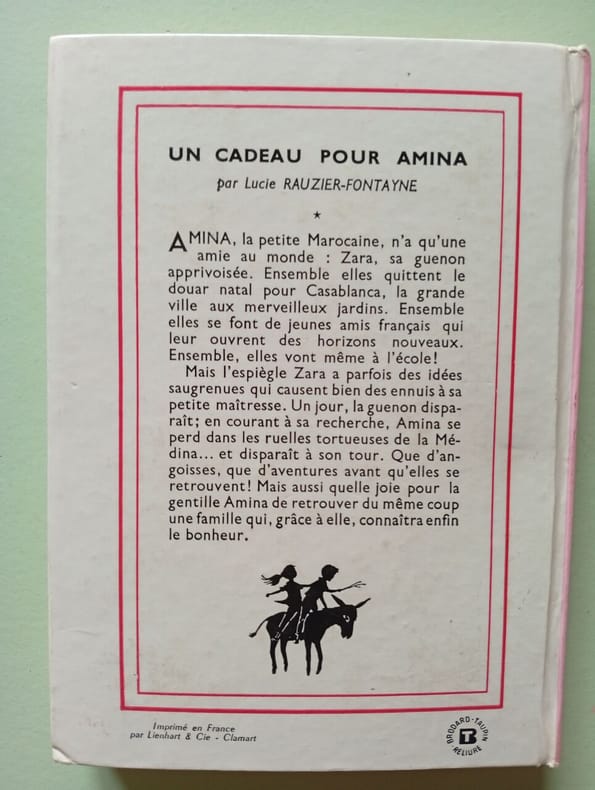 UN CADEAU POUR AMINA
par Lucie RAUZIER-FONTAYNE
*
AMINA, la petite Marocaine, n'a qu'une
amie au monde : Zara, sa guenon
apprivoisée. Ensemble elles quittent le
douar natal pour Casablanca, la grande
ville aux merveilleux jardins. Ensemble
elles se font de jeunes amis français qui
leur ouvrent des horizons nouveaux.
Ensemble, elles vont même à l'école!
Mais l'espiègle Zara a parfois des idées
saugrenues qui causent bien des ennuis à sa
petite maîtresse. Un jour, la guenon dispa-
raît; en courant à sa recherche, Amina se
perd dans les ruelles tortueuses de la Mé-
dina... et disparaît à son tour. Que d'an-
goisses, que d'aventures avant qu'elles se
retrouvent! Mais aussi quelle joie pour la
gentille Amina de retrouver du même coup
une famille qui, grâce à elle, connaîtra enfin
le bonheur.
Imprimé en France
par Lienhart & Cie - Clamart
BRODARD-TAUPIN
RELIURE